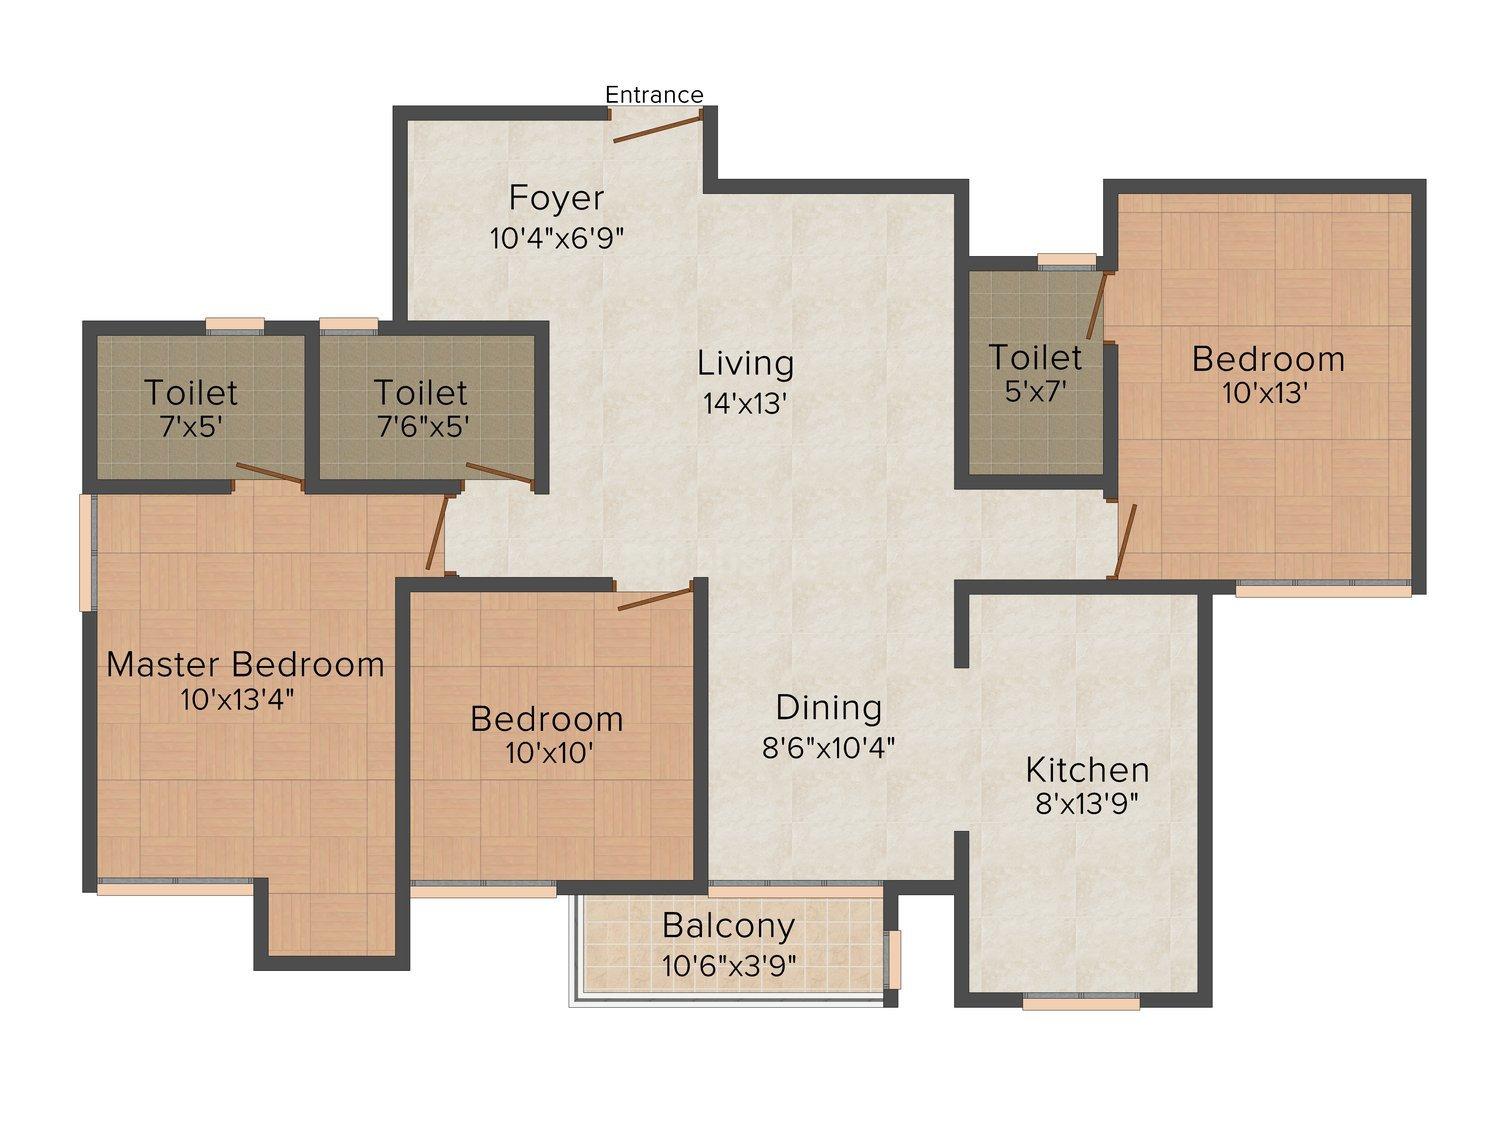 Entrance
Foyer
10'4"x6'9"
Living
14'x13'
Toilet
5'x7'
Bedroom
10'x13'
Toilet
7'x5'
Toilet
7'6"x5'
Master Bedroom
10'x13'4"
Bedroom
10'x10'
Dining
8'6"x10'4"
Kitchen
8'x13'9"
Balcony
10'6"x3'9"